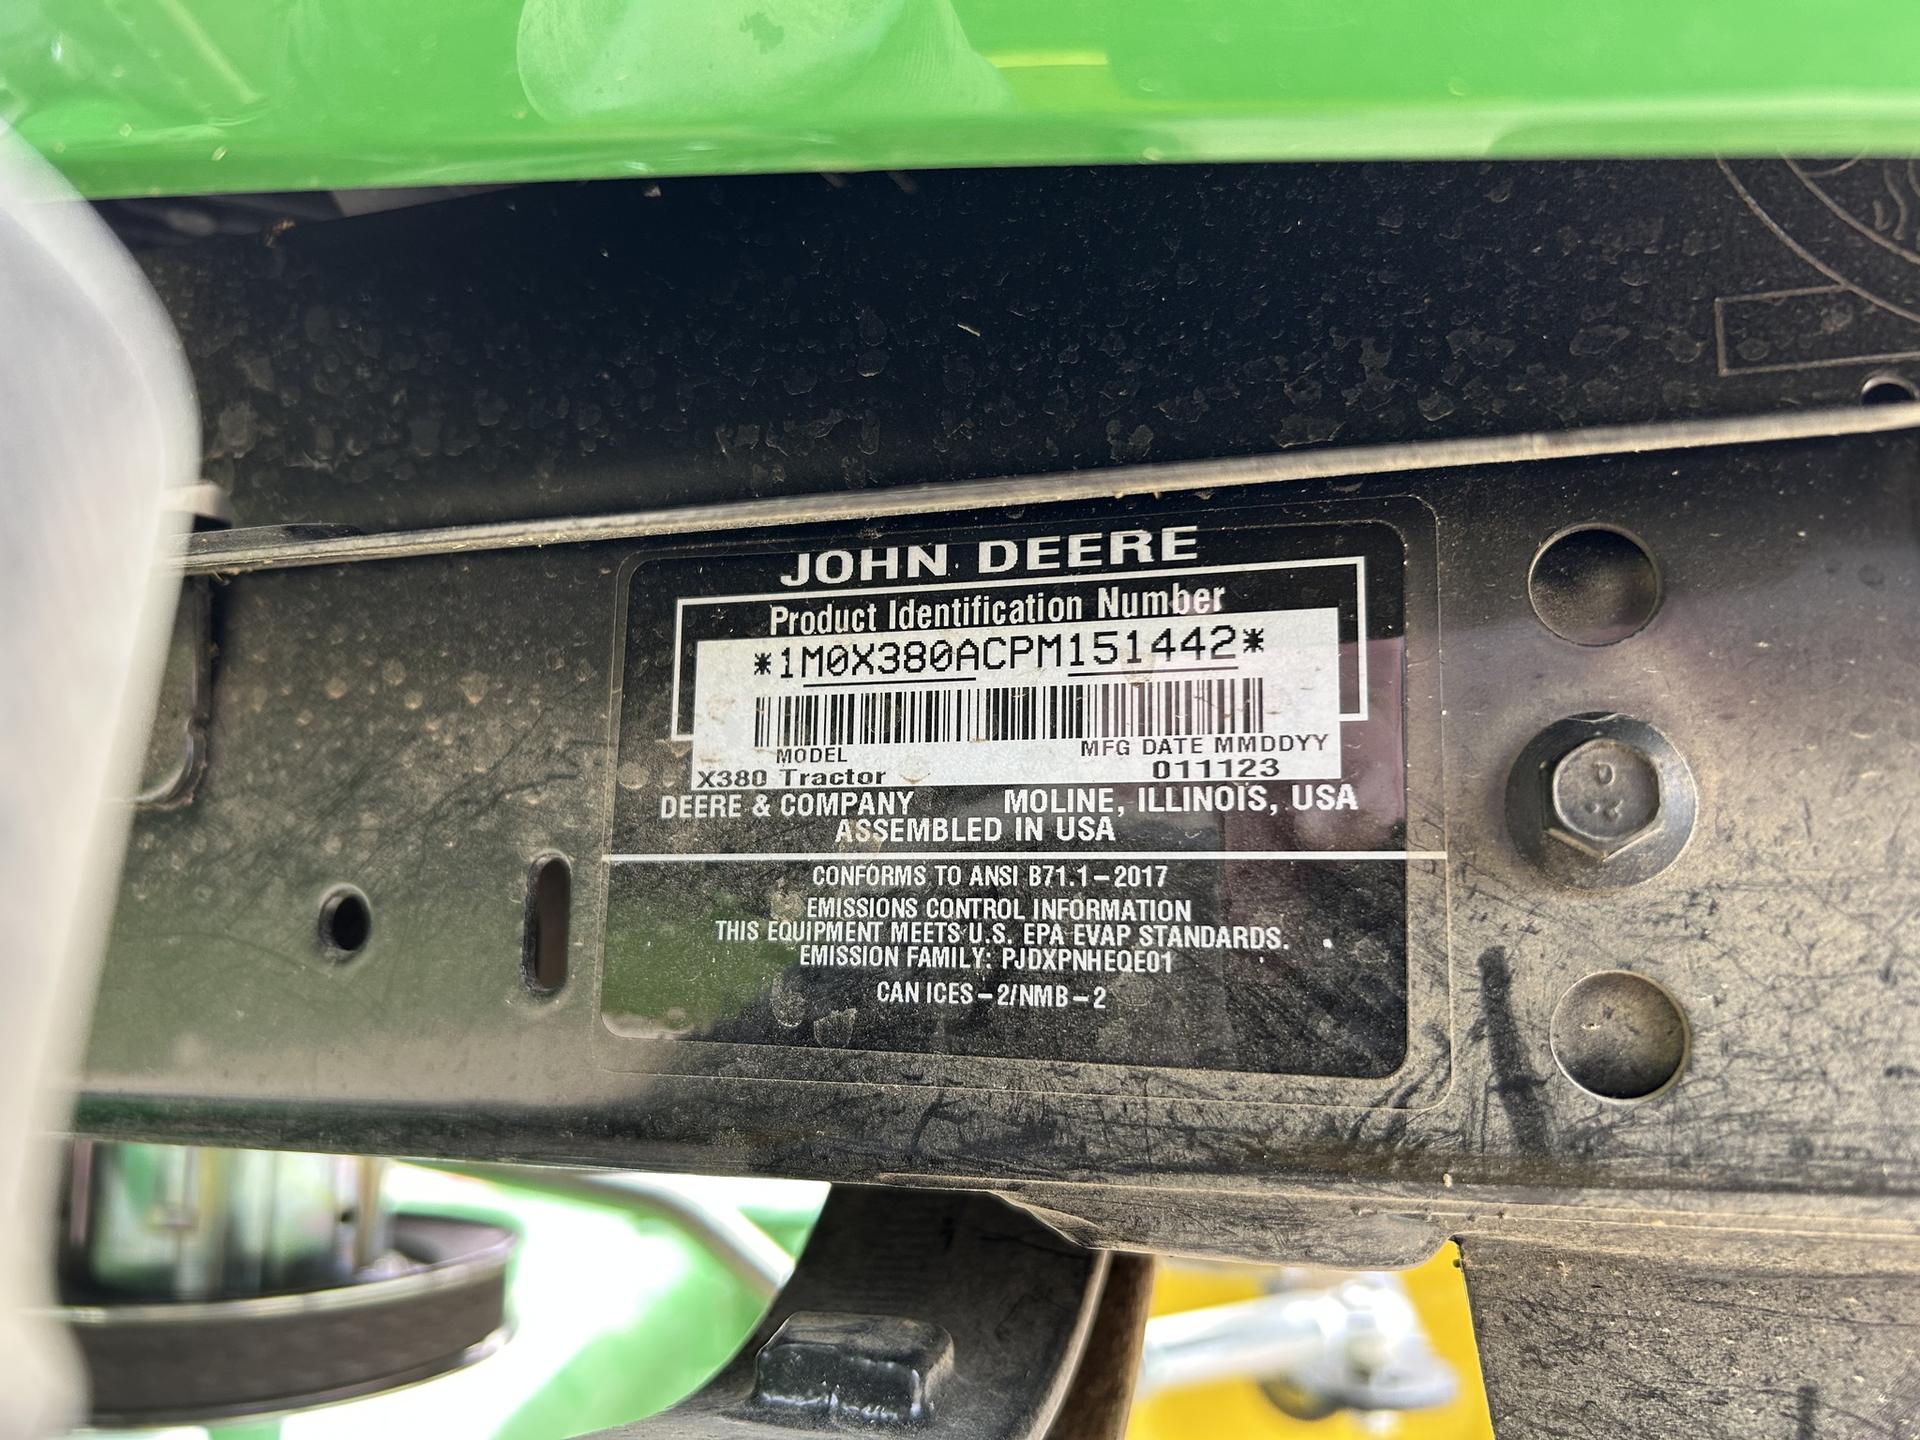 JOHN DEERE
Product Identification Number
*1M0X380ACPM151442*
MODEL MFG DATE MMDDYY
X380 Tractor 011123
DEERE & COMPANY MOLINE, ILLINOIS, USA
ASSEMBLED IN USA
CONFORMS TO ANSI B71.1-2017
EMISSIONS CONTROL INFORMATION
THIS EQUIPMENT MEETS U.S. EPA EVAP STANDARDS.
EMISSION FAMILY: PJDXPNHEQE01
CAN ICES-2/NMB-2